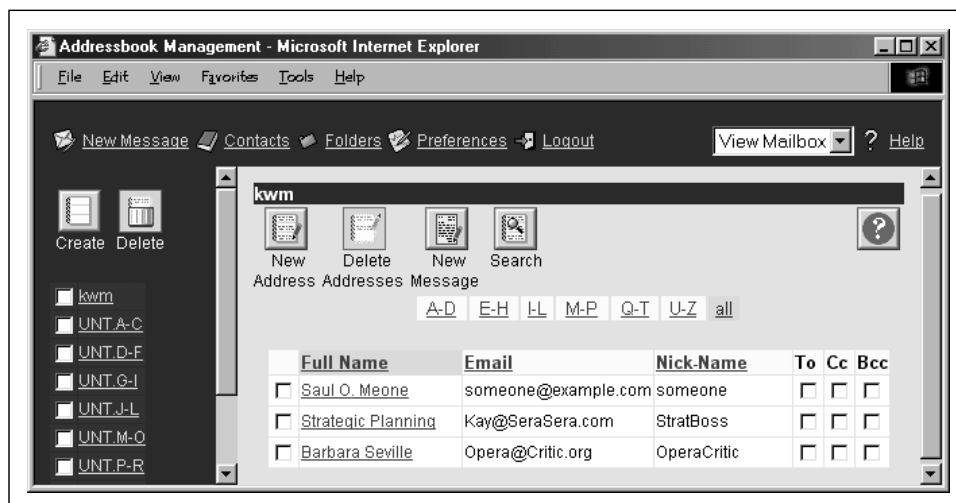 Addressbook Management - Microsoft Internet Explorer
File Edit View Favorites Tools Help
New Message Contacts Folders Preferences Logout View Mailbox ? Help
Create Delete
kwm
UNT.A-C
UNT.D-F
UNT.G-I
UNT.J-L
UNT.M-O
UNT.P-R
kwm
New Address Delete Addresses New Message Search ?
A-D E-H I-L M-P Q-T U-Z all
Full Name Email Nick-Name To Cc Bcc
Saul O. Meone someone@example.com someone
Strategic Planning Kay@SeraSera.com StratBoss
Barbara Seville Opera@Critic.org OperaCritic